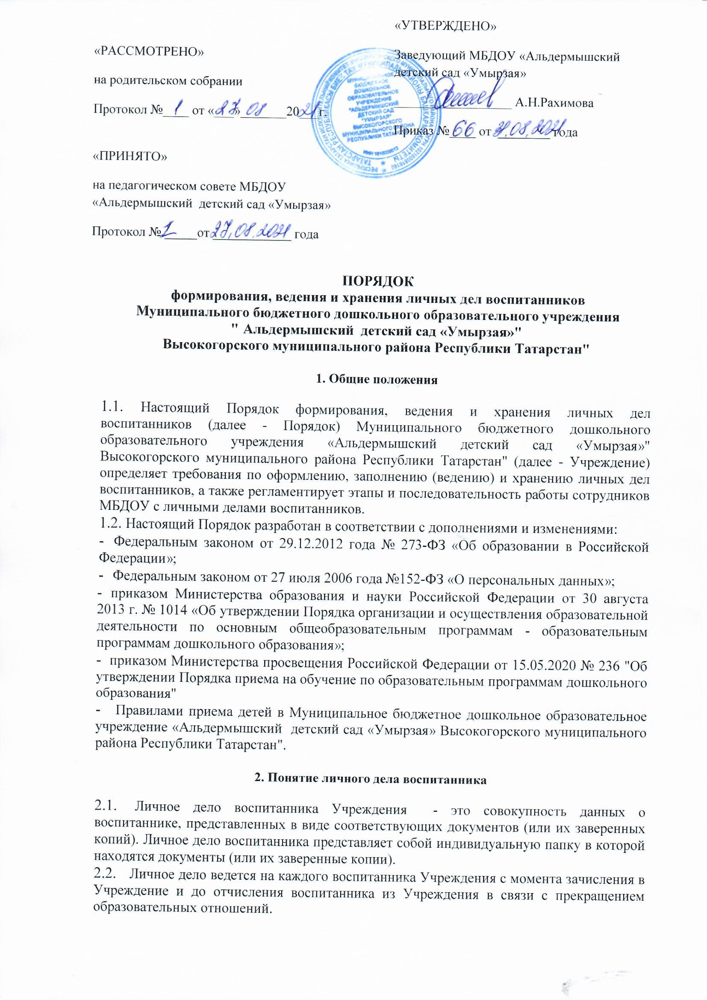 «УТВЕРЖДЕНО»
Заведующий МБДОУ «Альдермышский
детский сад «Умырзая»
А.Н.Рахимова
Приказ № 66 от 31.08.2021 года
«РАССМОТРЕНО»
на родительском собрании
Протокол № 1 от «27» 08 2021 г.
МУНИЦИПАЛЬНОЕ
БЮДЖЕТНОЕ
ДОШКОЛЬНОЕ
ОБРАЗОВАТЕЛЬНОЕ
УЧРЕЖДЕНИЕ
"АЛЬДЕРМЫШСКИЙ
ДЕТСКИЙ САД
"УМЫРЗАЯ"
ВЫСОКОГОРСКОГО
МУНИЦИПАЛЬНОГО РАЙОНА
РЕСПУБЛИКИ
«ПРИНЯТО»
на педагогическом совете МБДОУ
«Альдермышский детский сад «Умырзая»
Протокол № 1 от 27.08.2021 года
ПОРЯДОК
формирования, ведения и хранения личных дел воспитанников
Муниципального бюджетного дошкольного образовательного учреждения
" Альдермышский детский сад «Умырзая»"
Высокогорского муниципального района Республики Татарстан"
1. Общие положения
1.1. Настоящий Порядок формирования, ведения и хранения личных дел
воспитанников (далее - Порядок) Муниципального бюджетного дошкольного
образовательного учреждения «Альдермышский детский сад «Умырзая»"
Высокогорского муниципального района Республики Татарстан" (далее - Учреждение)
определяет требования по оформлению, заполнению (ведению) и хранению личных дел
воспитанников, а также регламентирует этапы и последовательность работы сотрудников
МБДОУ с личными делами воспитанников.
1.2. Настоящий Порядок разработан в соответствии с дополнениями и изменениями:
- Федеральным законом от 29.12.2012 года № 273-ФЗ «Об образовании в Российской
Федерации»;
- Федеральным законом от 27 июля 2006 года №152-ФЗ «О персональных данных»;
- приказом Министерства образования и науки Российской Федерации от 30 августа
2013 г. № 1014 «Об утверждении Порядка организации и осуществления образовательной
деятельности по основным общеобразовательным программам - образовательным
программам дошкольного образования»;
- приказом Министерства просвещения Российской Федерации от 15.05.2020 № 236 "Об
утверждении Порядка приема на обучение по образовательным программам дошкольного
образования"
- Правилами приема детей в Муниципальное бюджетное дошкольное образовательное
учреждение «Альдермышский детский сад «Умырзая» Высокогорского муниципального
района Республики Татарстан".
2. Понятие личного дела воспитанника
2.1. Личное дело воспитанника Учреждения - это совокупность данных о
воспитаннике, представленных в виде соответствующих документов (или их заверенных
копий). Личное дело воспитанника представляет собой индивидуальную папку в которой
находятся документы (или их заверенные копии).
2.2. Личное дело ведется на каждого воспитанника Учреждения с момента зачисления в
Учреждение и до отчисления воспитанника из Учреждения в связи с прекращением
образовательных отношений.